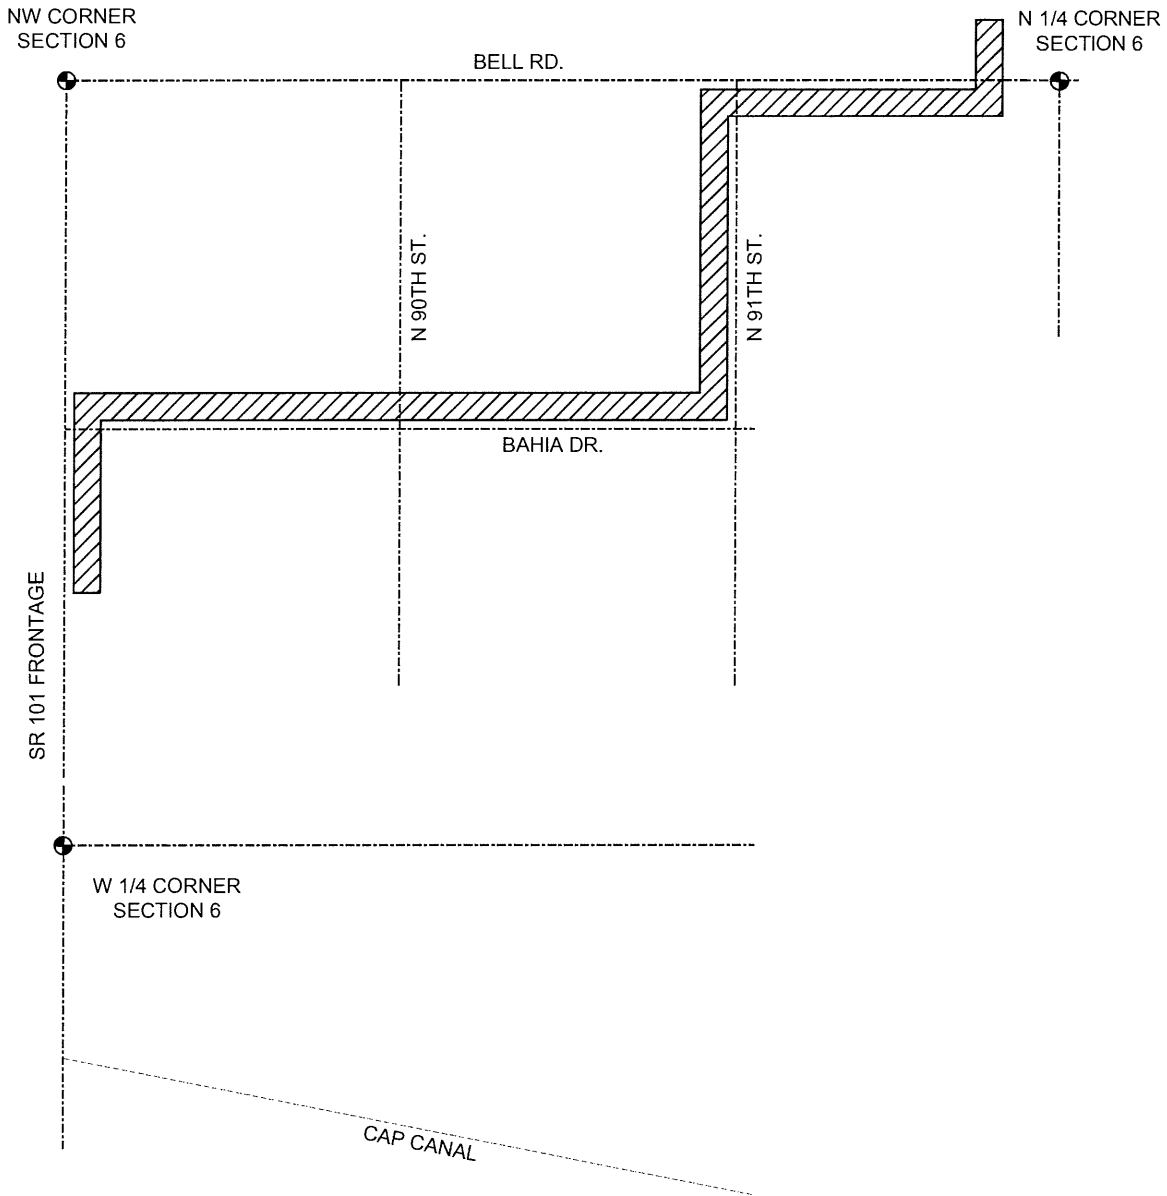 NW CORNER
SECTION 6
N 1/4 CORNER
SECTION 6
BELL RD.
N 90TH ST.
N 91TH ST.
BAHIA DR.
SR 101 FRONTAGE
W 1/4 CORNER
SECTION 6
CAP CANAL